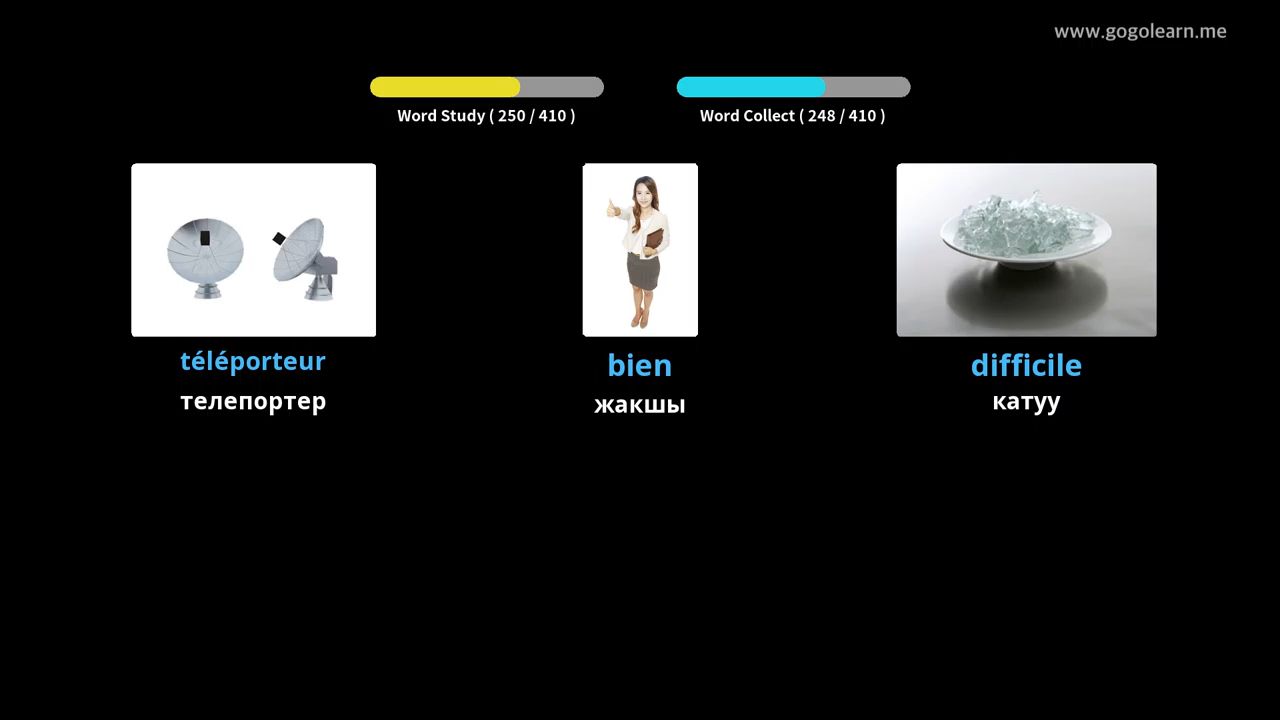 www.gogolearn.me
Word Study ( 250 / 410 )
Word Collect ( 248 / 410 )
téléporteur
телепортер
bien
жакшы
difficile
катуу